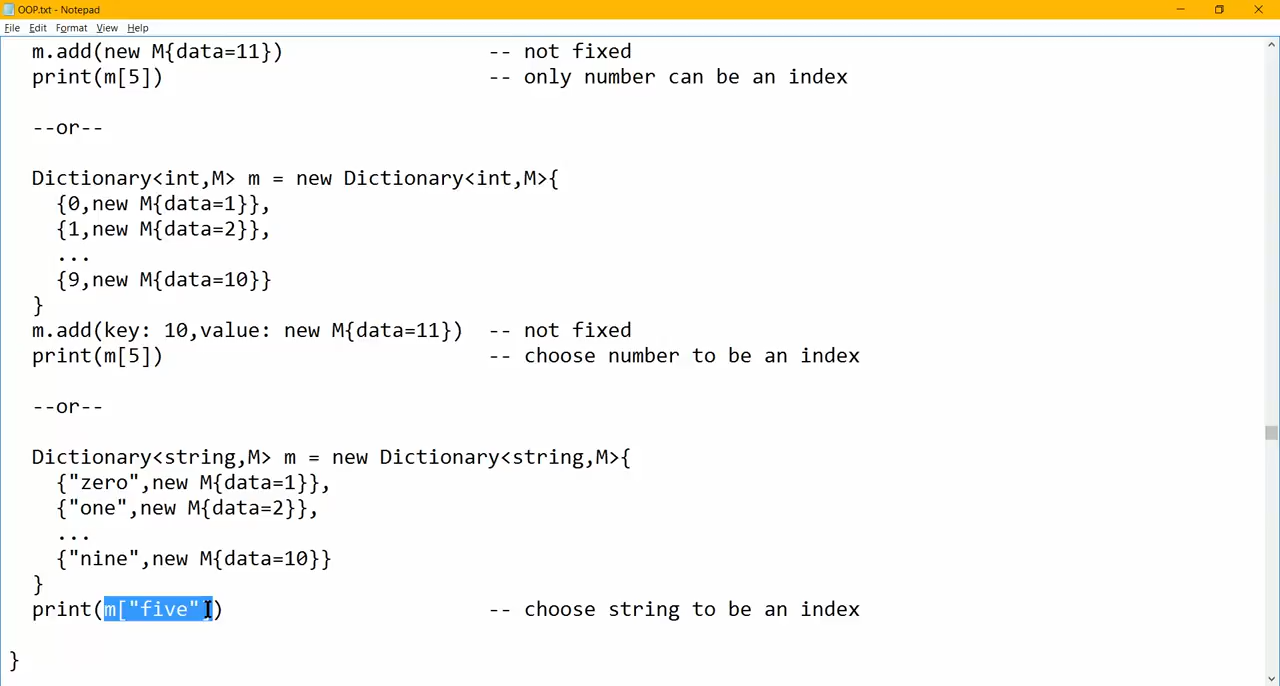 OOP.txt - Notepad
File Edit Format View Help
m.add(new M{data=11}) -- not fixed
print(m[5]) -- only number can be an index
--or--
Dictionary<int,M> m = new Dictionary<int,M>{
{0,new M{data=1}},
{1,new M{data=2}},
...
{9,new M{data=10}}
}
m.add(key: 10,value: new M{data=11}) -- not fixed
print(m[5]) -- choose number to be an index
--or--
Dictionary<string,M> m = new Dictionary<string,M>{
{"zero",new M{data=1}},
{"one",new M{data=2}},
...
{"nine",new M{data=10}}
}
print(m["five"]) -- choose string to be an index
}